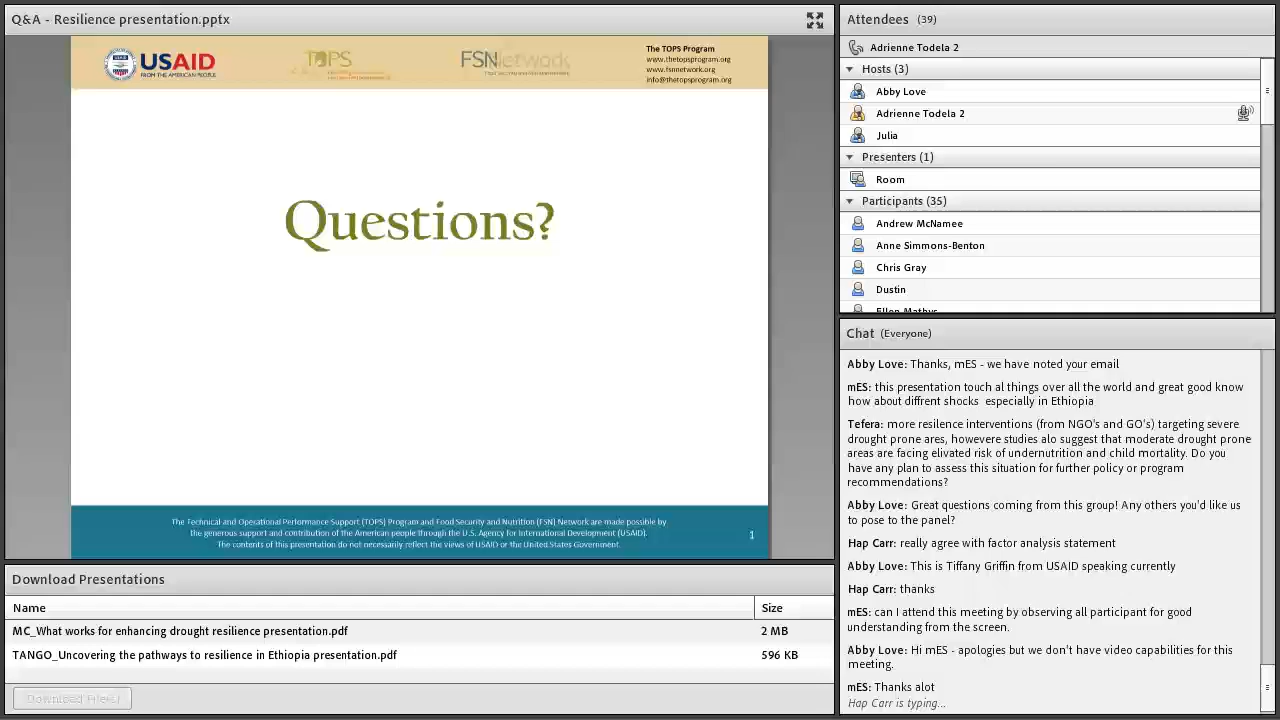 Q&A - Resilience presentation.pptx
USAID
FROM THE AMERICAN PEOPLE
TOPS
FSNetwork
The TOPS Program
www.thetopsprogram.org
www.fsnnetwork.org
info@thetopsprogram.org
Questions?
The Technical and Operational Performance Support (TOPS) Program and Food Security and Nutrition (FSN) Network are made possible by
the generous support and contribution of the American people through the U.S. Agency for International Development (USAID).
The contents of this presentation do not necessarily reflect the views of USAID or the United States Government.
1
Download Presentations
Name Size
MC_What works for enhancing drought resilience presentation.pdf 2 MB
TANGO_Uncovering the pathways to resilience in Ethiopia presentation.pdf 596 KB
Download File(s)
Attendees (39)
Adrienne Todela 2
Hosts (3)
Abby Love
Adrienne Todela 2
Julia
Presenters (1)
Room
Participants (35)
Andrew McNamee
Anne Simmons-Benton
Chris Gray
Dustin
Ellen Mathys
Chat (Everyone)
Abby Love: Thanks, mES - we have noted your email
mES: this presentation touch al things over all the world and great good know
how about diffrent shocks especially in Ethiopia
Tefera: more resilence interventions (from NGO's and GO's) targeting severe
drought prone ares, howevere studies alo suggest that moderate drought prone
areas are facing elivated risk of undernutrition and child mortality. Do you
have any plan to assess this situation for further policy or program
recommendations?
Abby Love: Great questions coming from this group! Any others you'd like us
to pose to the panel?
Hap Carr: really agree with factor analysis statement
Abby Love: This is Tiffany Griffin from USAID speaking currently
Hap Carr: thanks
mES: can I attend this meeting by observing all participant for good
understanding from the screen.
Abby Love: Hi mES - apologies but we don't have video capabilities for this
meeting.
mES: Thanks alot
Hap Carr is typing...